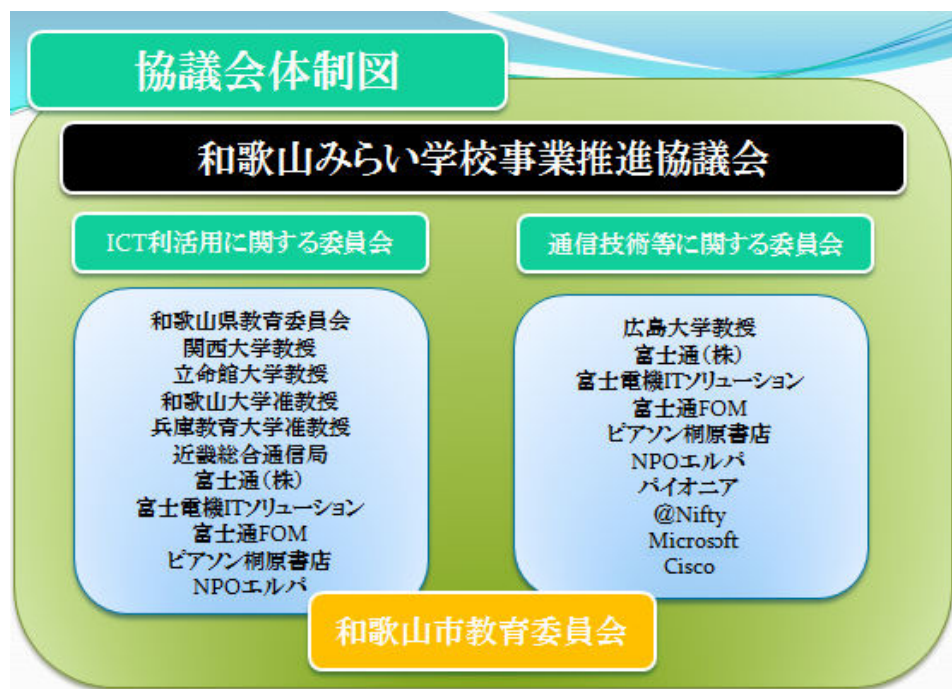 協議会体制図
和歌山みらい学校事業推進協議会
ICT利活用に関する委員会
和歌山県教育委員会
関西大学教授
立命館大学教授
和歌山大学准教授
兵庫教育大学准教授
近畿総合通信局
富士通(株)
富士電機ITソリューション
富士通FOM
ピアソン桐原書店
NPOエルパ
通信技術等に関する委員会
広島大学教授
富士通(株)
富士電機ITソリューション
富士通FOM
ピアソン桐原書店
NPOエルパ
パイオニア
@Nifty
Microsoft
Cisco
和歌山市教育委員会